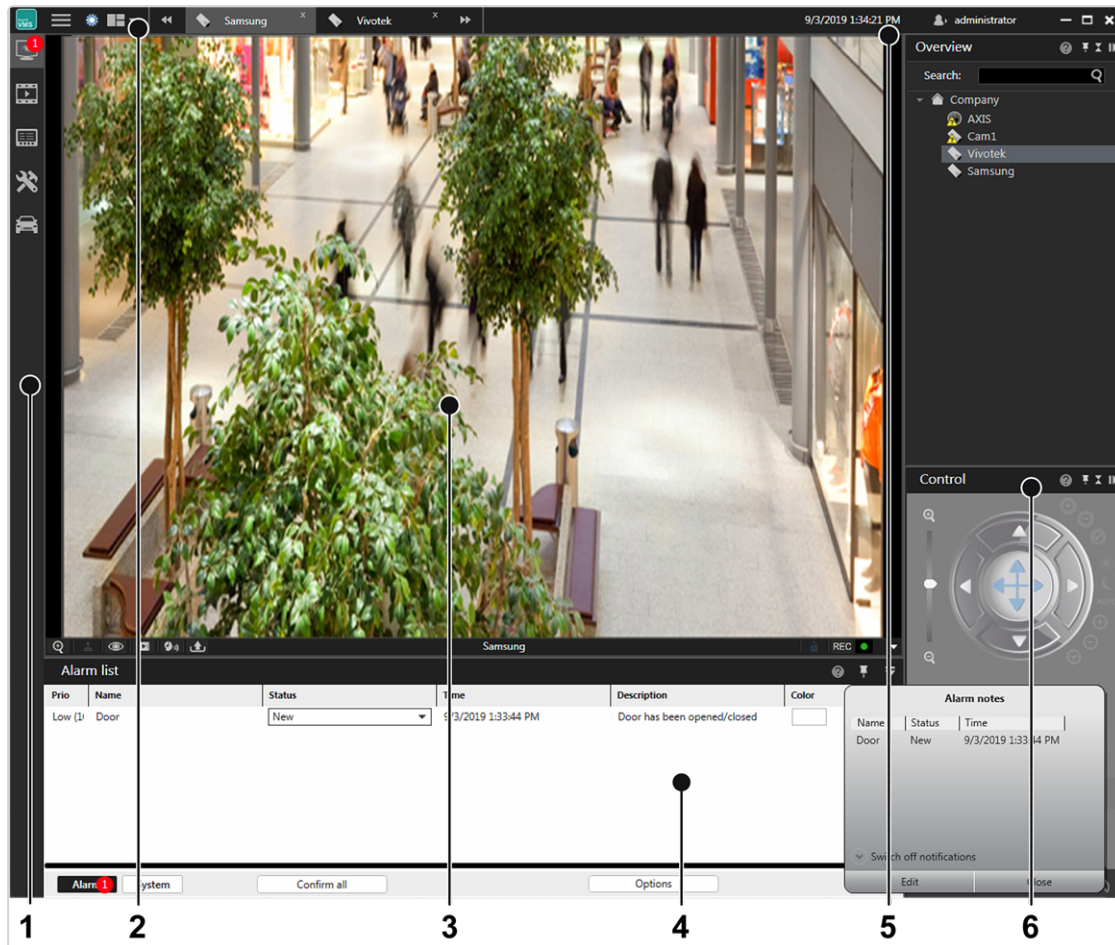 VMS
Samsung x
Vivotek x
9/3/2019 1:34:21 PM
administrator
1
Overview
Search:
Company
AXIS
Cam1
Vivotek
Samsung
Control
Samsung
REC
Alarm list
Prio Name Status Time Description Color
Low (1 Door New 9/3/2019 1:33:44 PM Door has been opened/closed
Alarm notes
Name Status Time
Door New 9/3/2019 1:33:44 PM
Switch off notifications
Edit Close
Alarm 1 System Confirm all Options
1 2 3 4 5 6